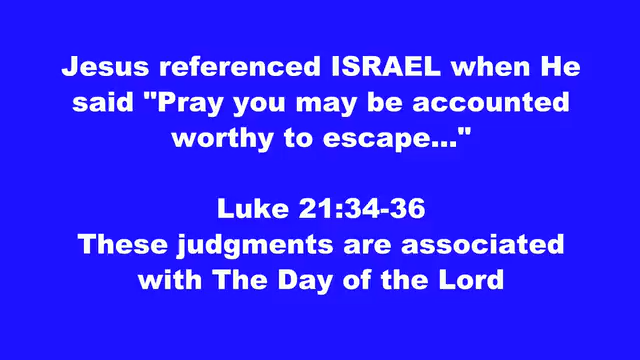 Jesus referenced ISRAEL when He
said "Pray you may be accounted
worthy to escape..."
Luke 21:34-36
These judgments are associated
with The Day of the Lord